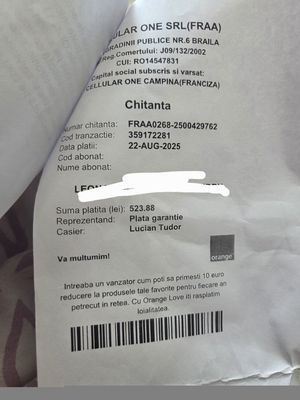 CELLULAR ONE SRL(FRAA)
GRADINII PUBLICE NR.6 BRAILA
Reg Comertului: J09/132/2002
CUI: RO14547831
Capital social subscris si varsat:
CELLULAR ONE CAMPINA(FRANCIZA)
Chitanta
Numar chitanta: FRAA0268-2500429762
Cod tranzactie: 359172281
Data platii: 22-AUG-2025
Cod abonat:
Nume abonat:
Suma platita (lei): 523.88
Reprezentand: Plata garantie
Casier: Lucian Tudor
orange
Va multumim!
Intreaba un vanzator cum poti sa primesti 10 euro
reducere la produsele tale favorite pentru fiecare an
petrecut in retea. Cu Orange Love iti rasplatim
loialitatea.